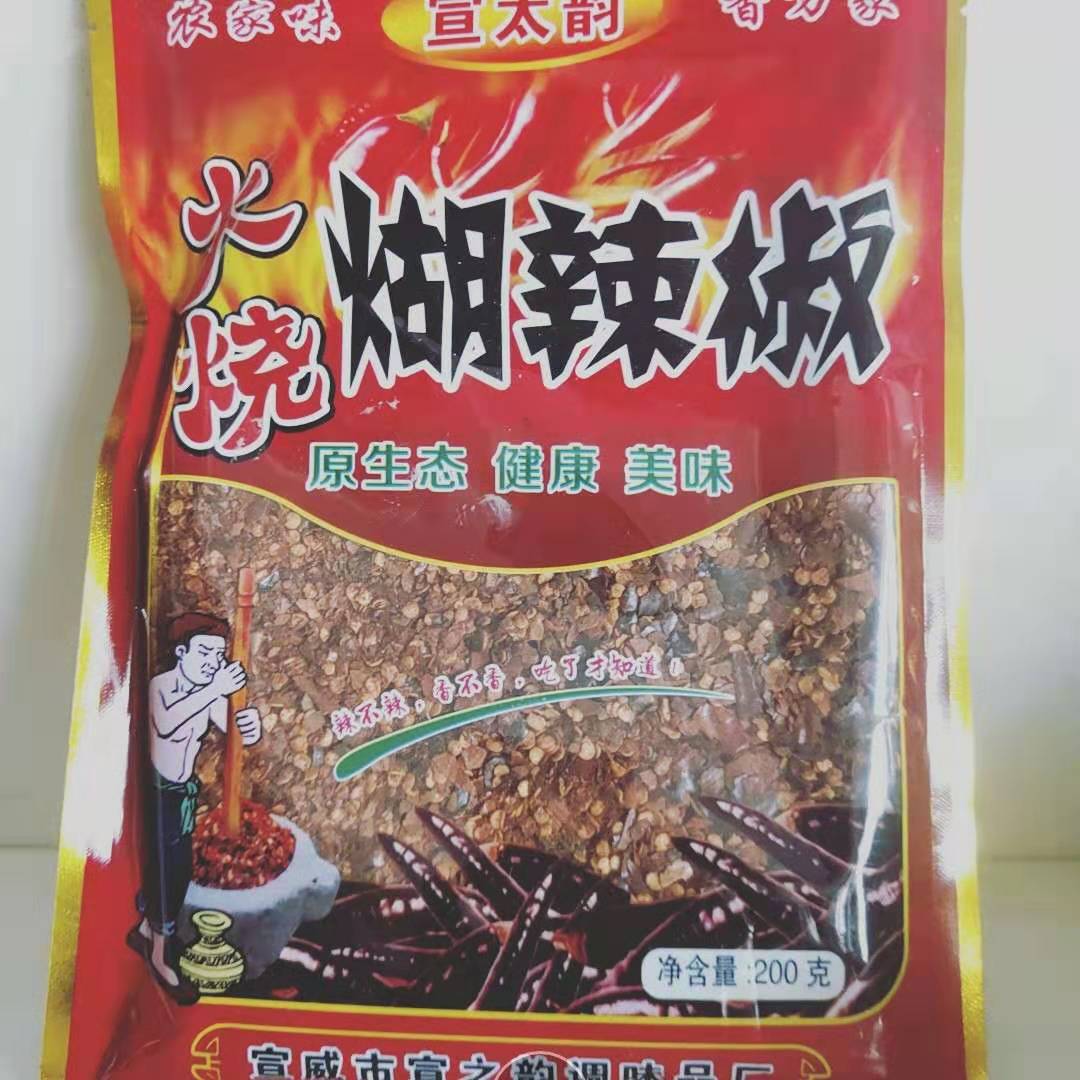 农家味
宣太韵
香万家
火烧
煳辣椒
原生态 健康 美味
辣不辣，香不香，吃了才知道！
净含量:200克
宣威市宣之韵调味品厂